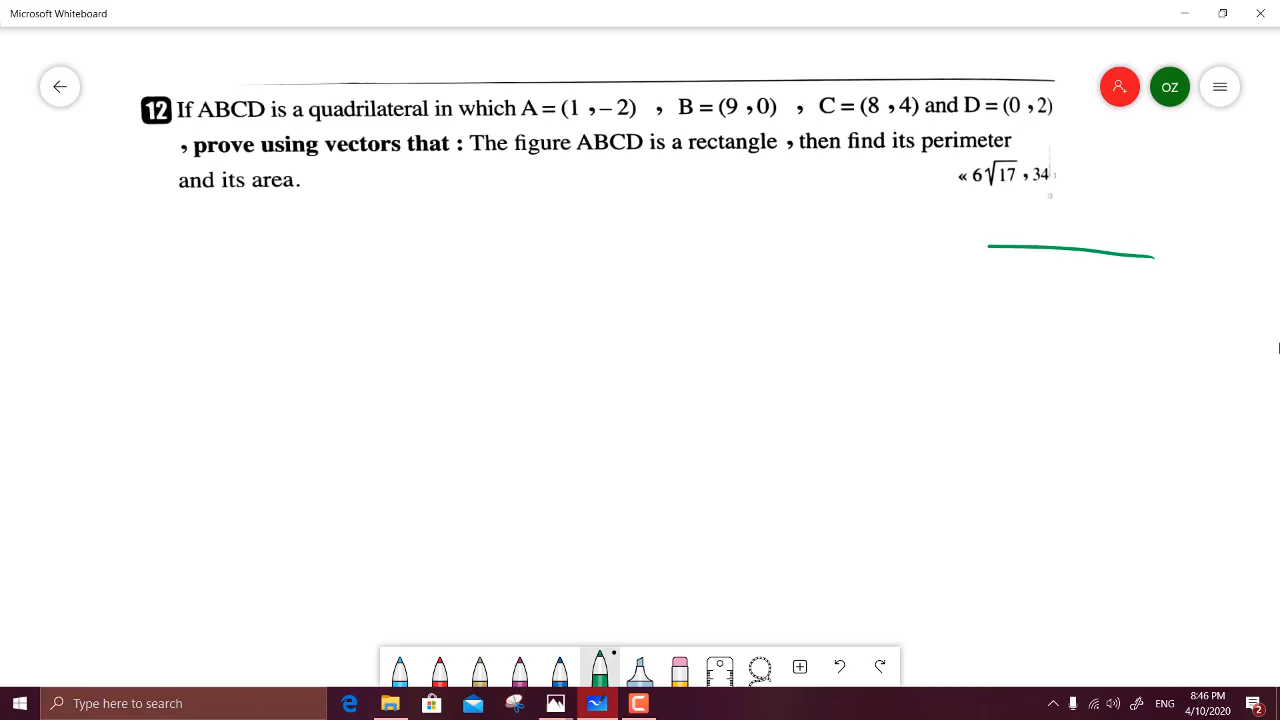 Microsoft Whiteboard
OZ
12 If ABCD is a quadrilateral in which A = (1 , – 2) , B = (9 , 0) , C = (8 , 4) and D = (0 , 2)
, prove using vectors that : The figure ABCD is a rectangle , then find its perimeter
and its area.
« 6√17 , 34
Type here to search
ENG
8:46 PM
4/10/2020
2